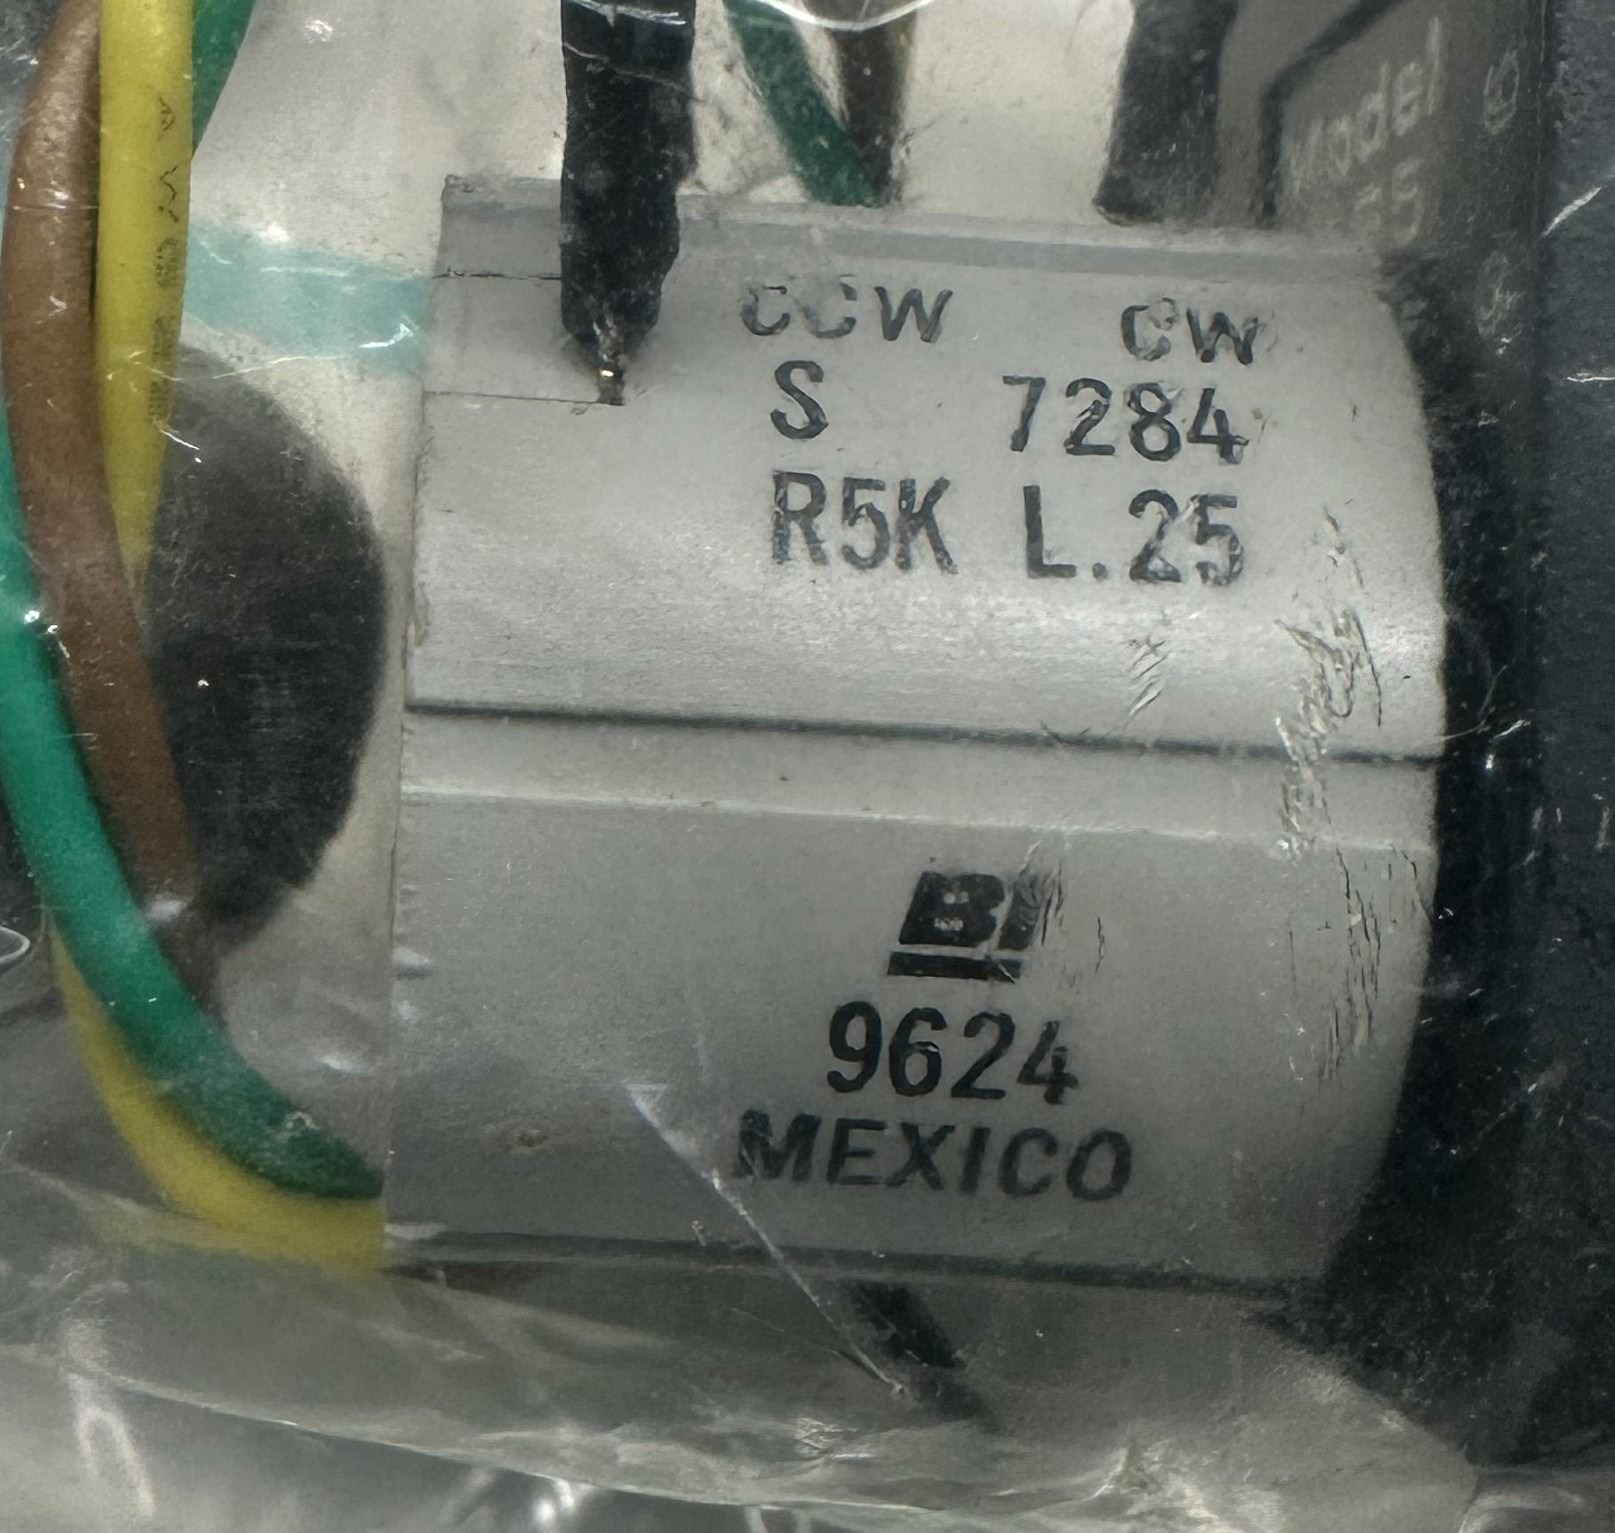 Model
CCW CW
S 7284
R5K L.25
BI
9624
MEXICO